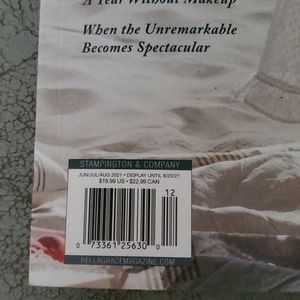 A Year Without Makeup
When the Unremarkable
Becomes Spectacular
STAMPINGTON & COMPANY
JUN/JUL/AUG 2021 • DISPLAY UNTIL 8/23/21
$19.99 US • $22.99 CAN
12
0 73361 25630 0
BELLAGRACEMAGAZINE.COM